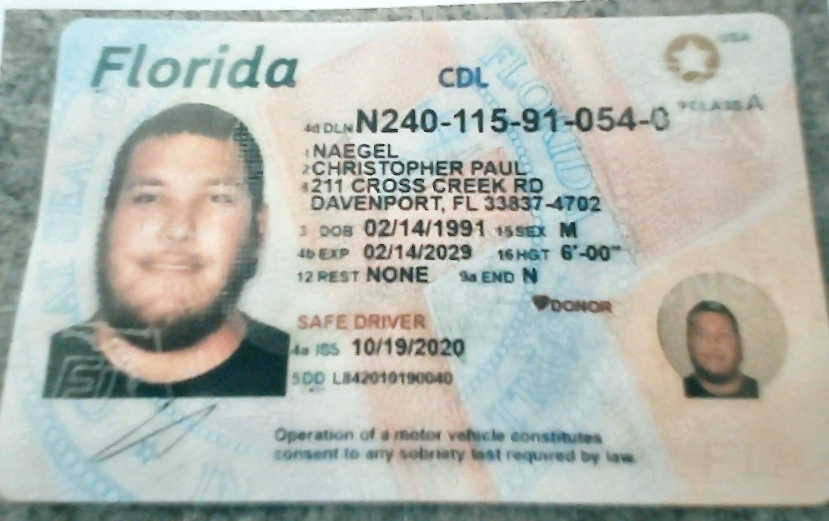 Florida
CDL
USA
9 CLASS A
4d DLN N240-115-91-054-0
1 NAEGEL
2 CHRISTOPHER PAUL
8 211 CROSS CREEK RD
DAVENPORT, FL 33837-4702
3 DOB 02/14/1991 15 SEX M
4b EXP 02/14/2029 16 HGT 6'-00"
12 REST NONE 9a END N
DONOR
SAFE DRIVER
4a ISS 10/19/2020
5 DD L842010190040
Operation of a motor vehicle constitutes
consent to any sobriety test required by law.